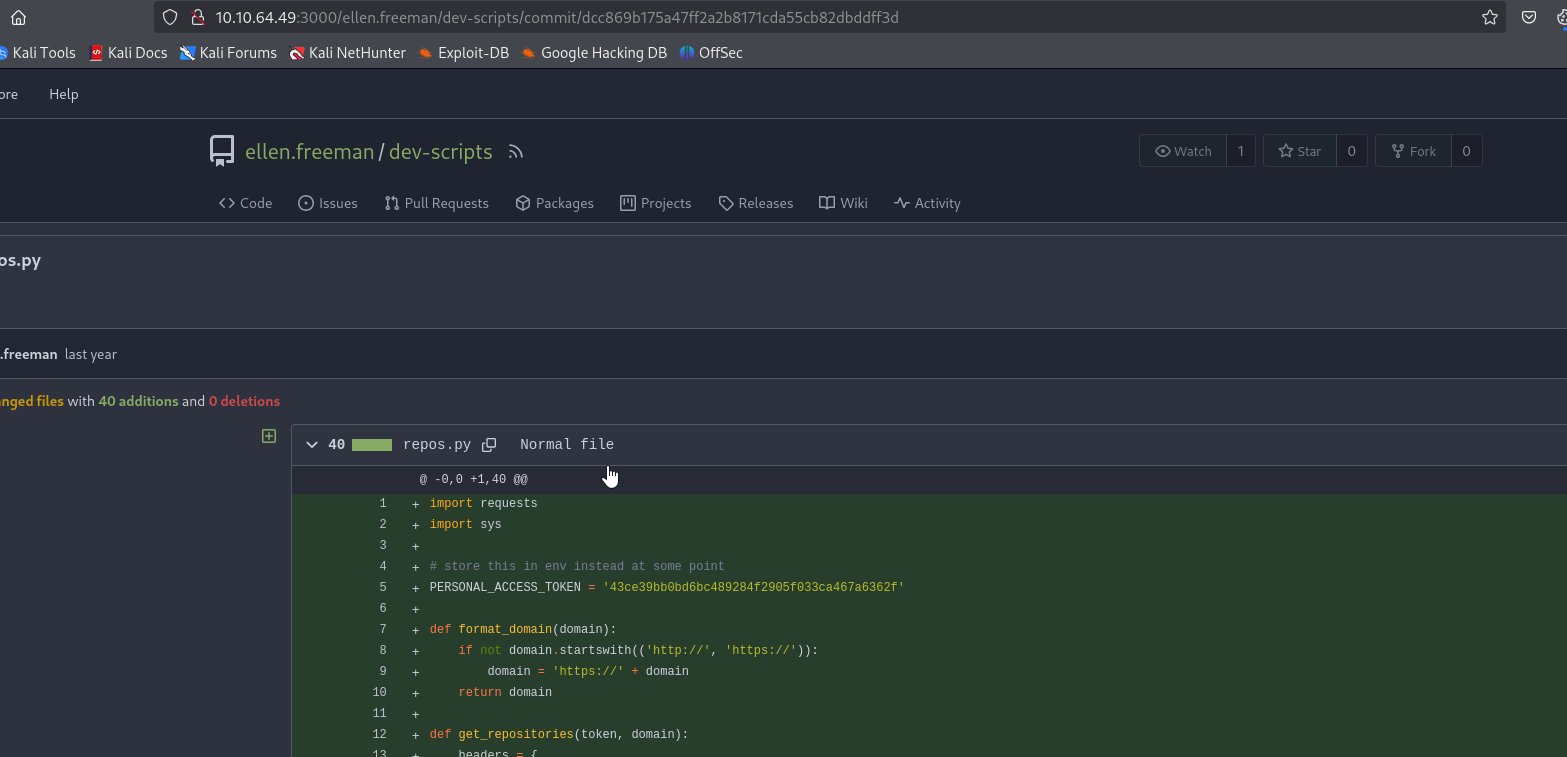 10.10.64.49:3000/ellen.freeman/dev-scripts/commit/dcc869b175a47ff2a2b8171cda55cb82dbddff3d
Kali Tools Kali Docs Kali Forums Kali NetHunter Exploit-DB Google Hacking DB OffSec
ore Help
ellen.freeman/dev-scripts
Watch 1 Star 0 Fork 0
Code Issues Pull Requests Packages Projects Releases Wiki Activity
os.py
.freeman last year
nged files with 40 additions and 0 deletions
40 repos.py Normal file
@ -0,0 +1,40 @@
1 + import requests
2 + import sys
3 +
4 + # store this in env instead at some point
5 + PERSONAL_ACCESS_TOKEN = '43ce39bb0bd6bc489284f2905f033ca467a6362f'
6 +
7 + def format_domain(domain):
8 +     if not domain.startswith(('http://', 'https://')):
9 +         domain = 'https://' + domain
10 +     return domain
11 +
12 + def get_repositories(token, domain):
13 +     headers = {